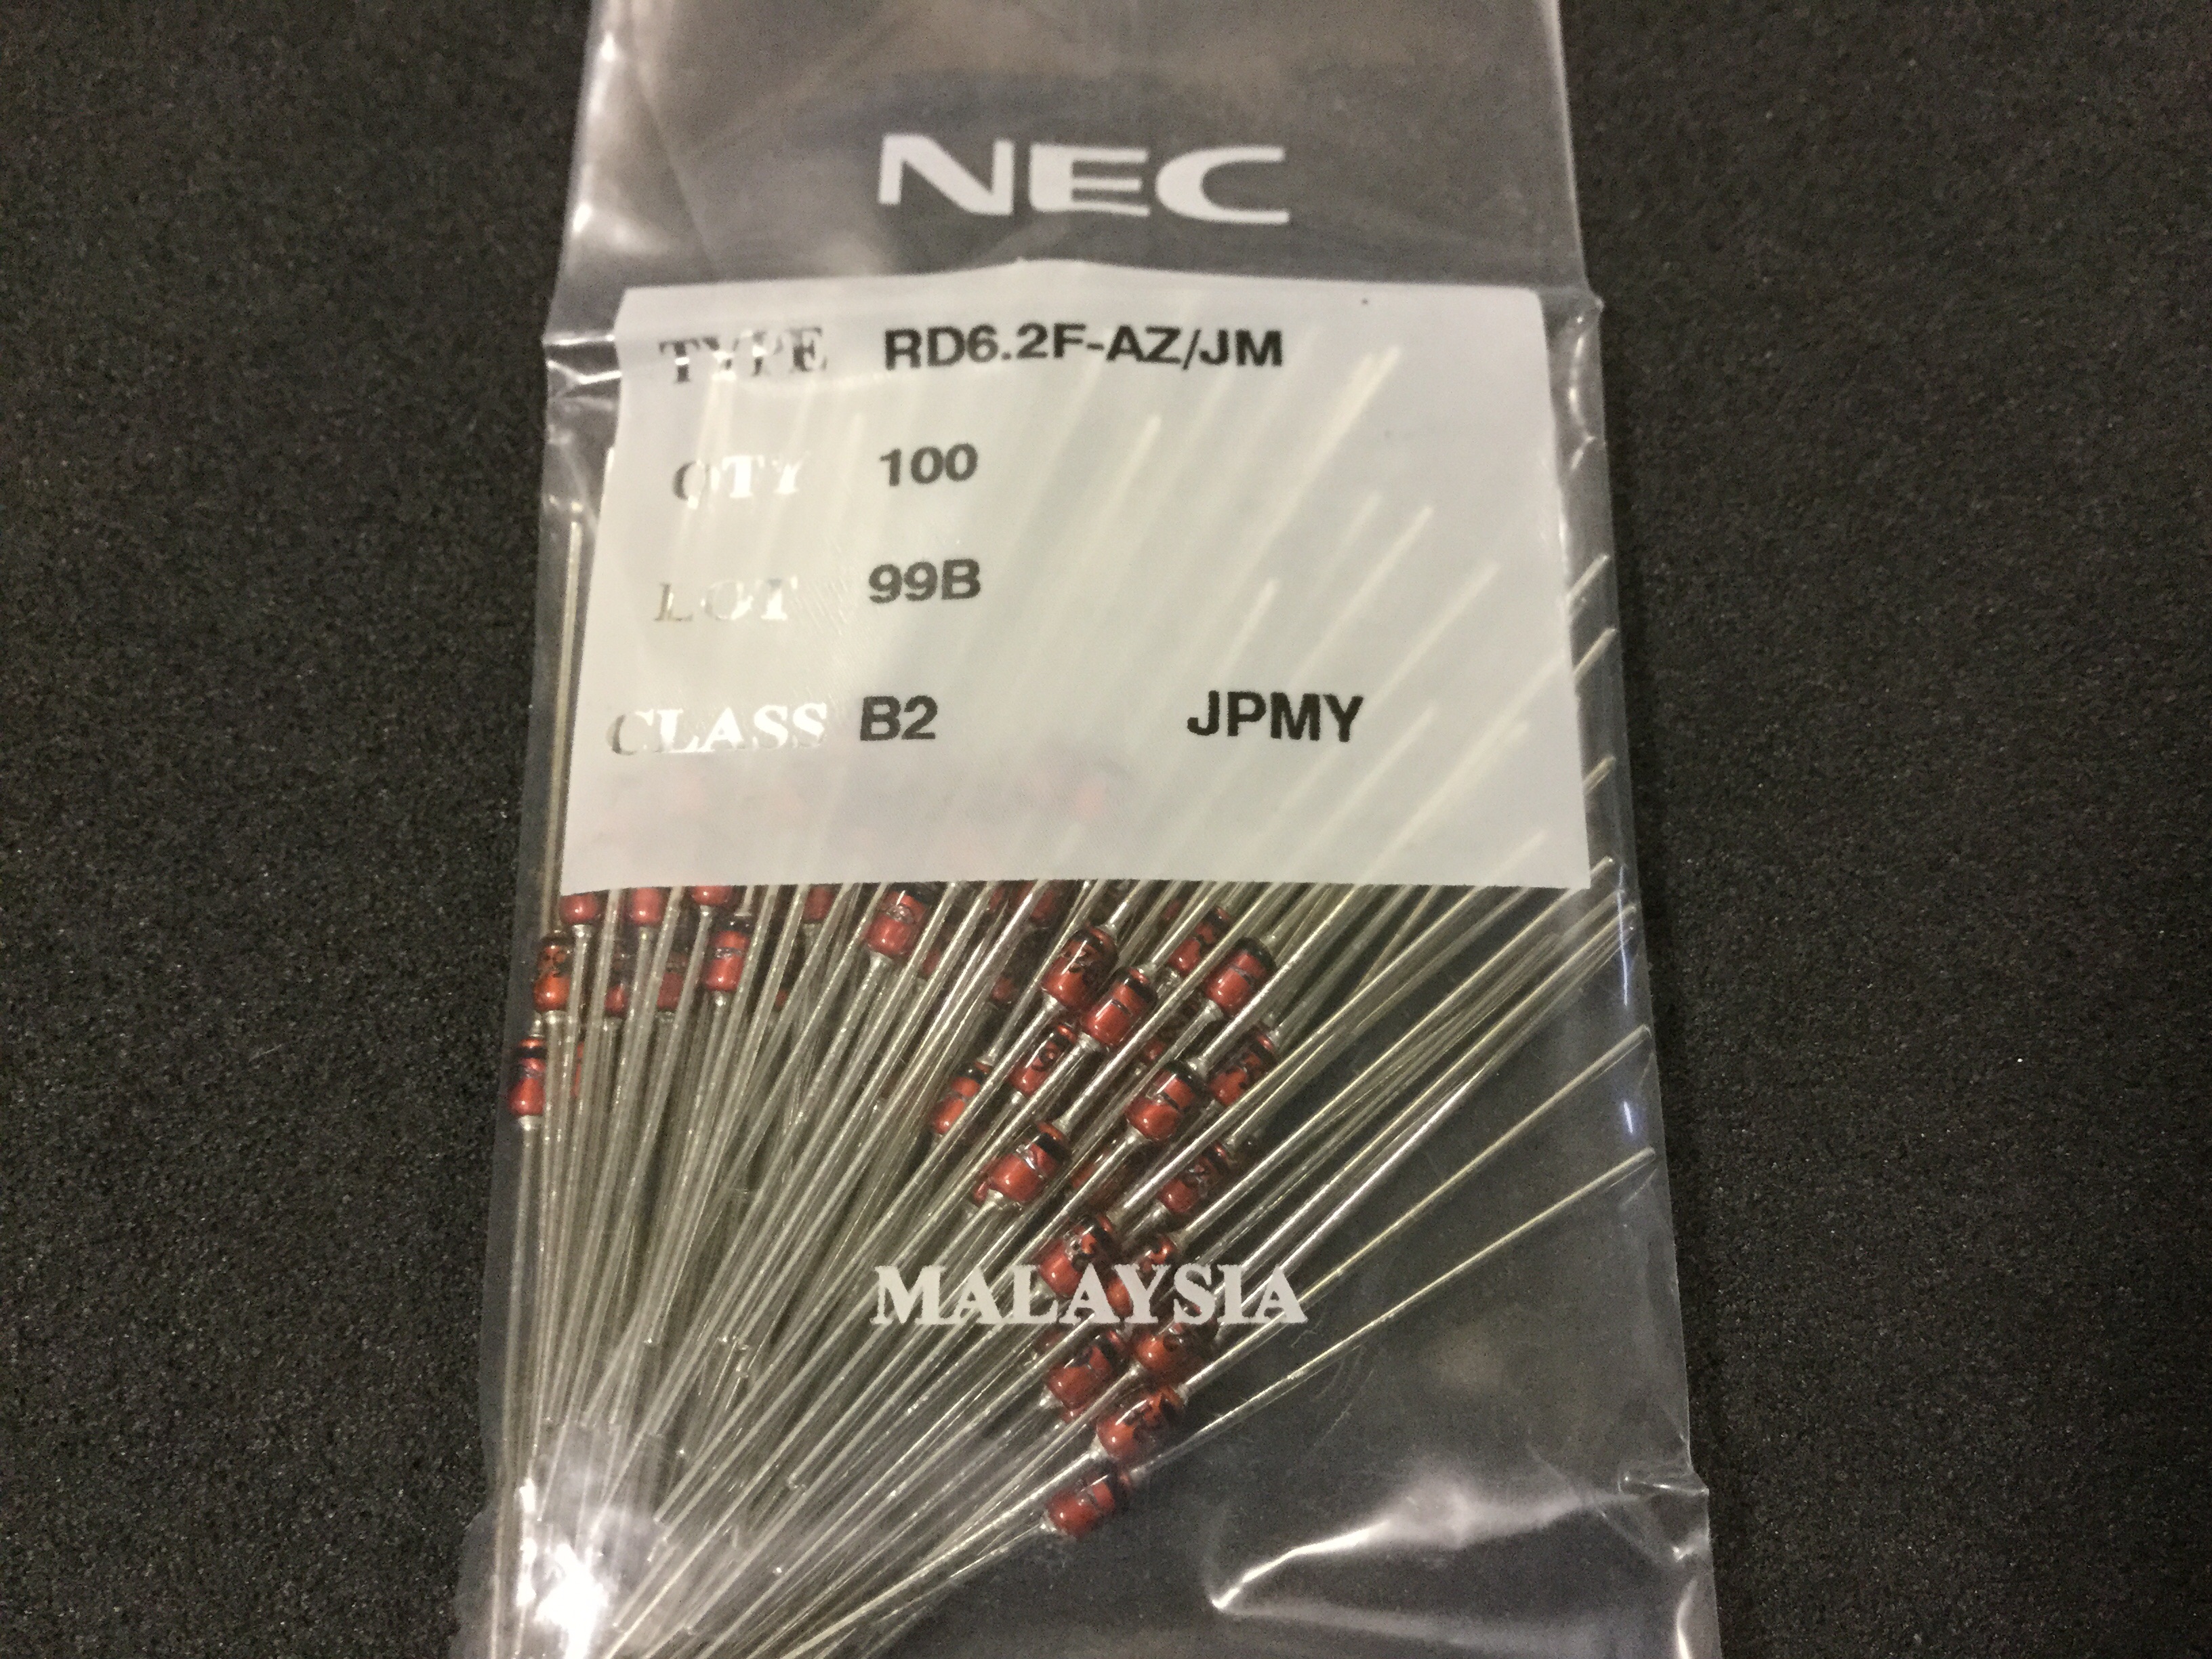 NEC
TYPE RD6.2F-AZ/JM
QTY 100
LOT 99B
CLASS B2 JPMY
MALAYSIA